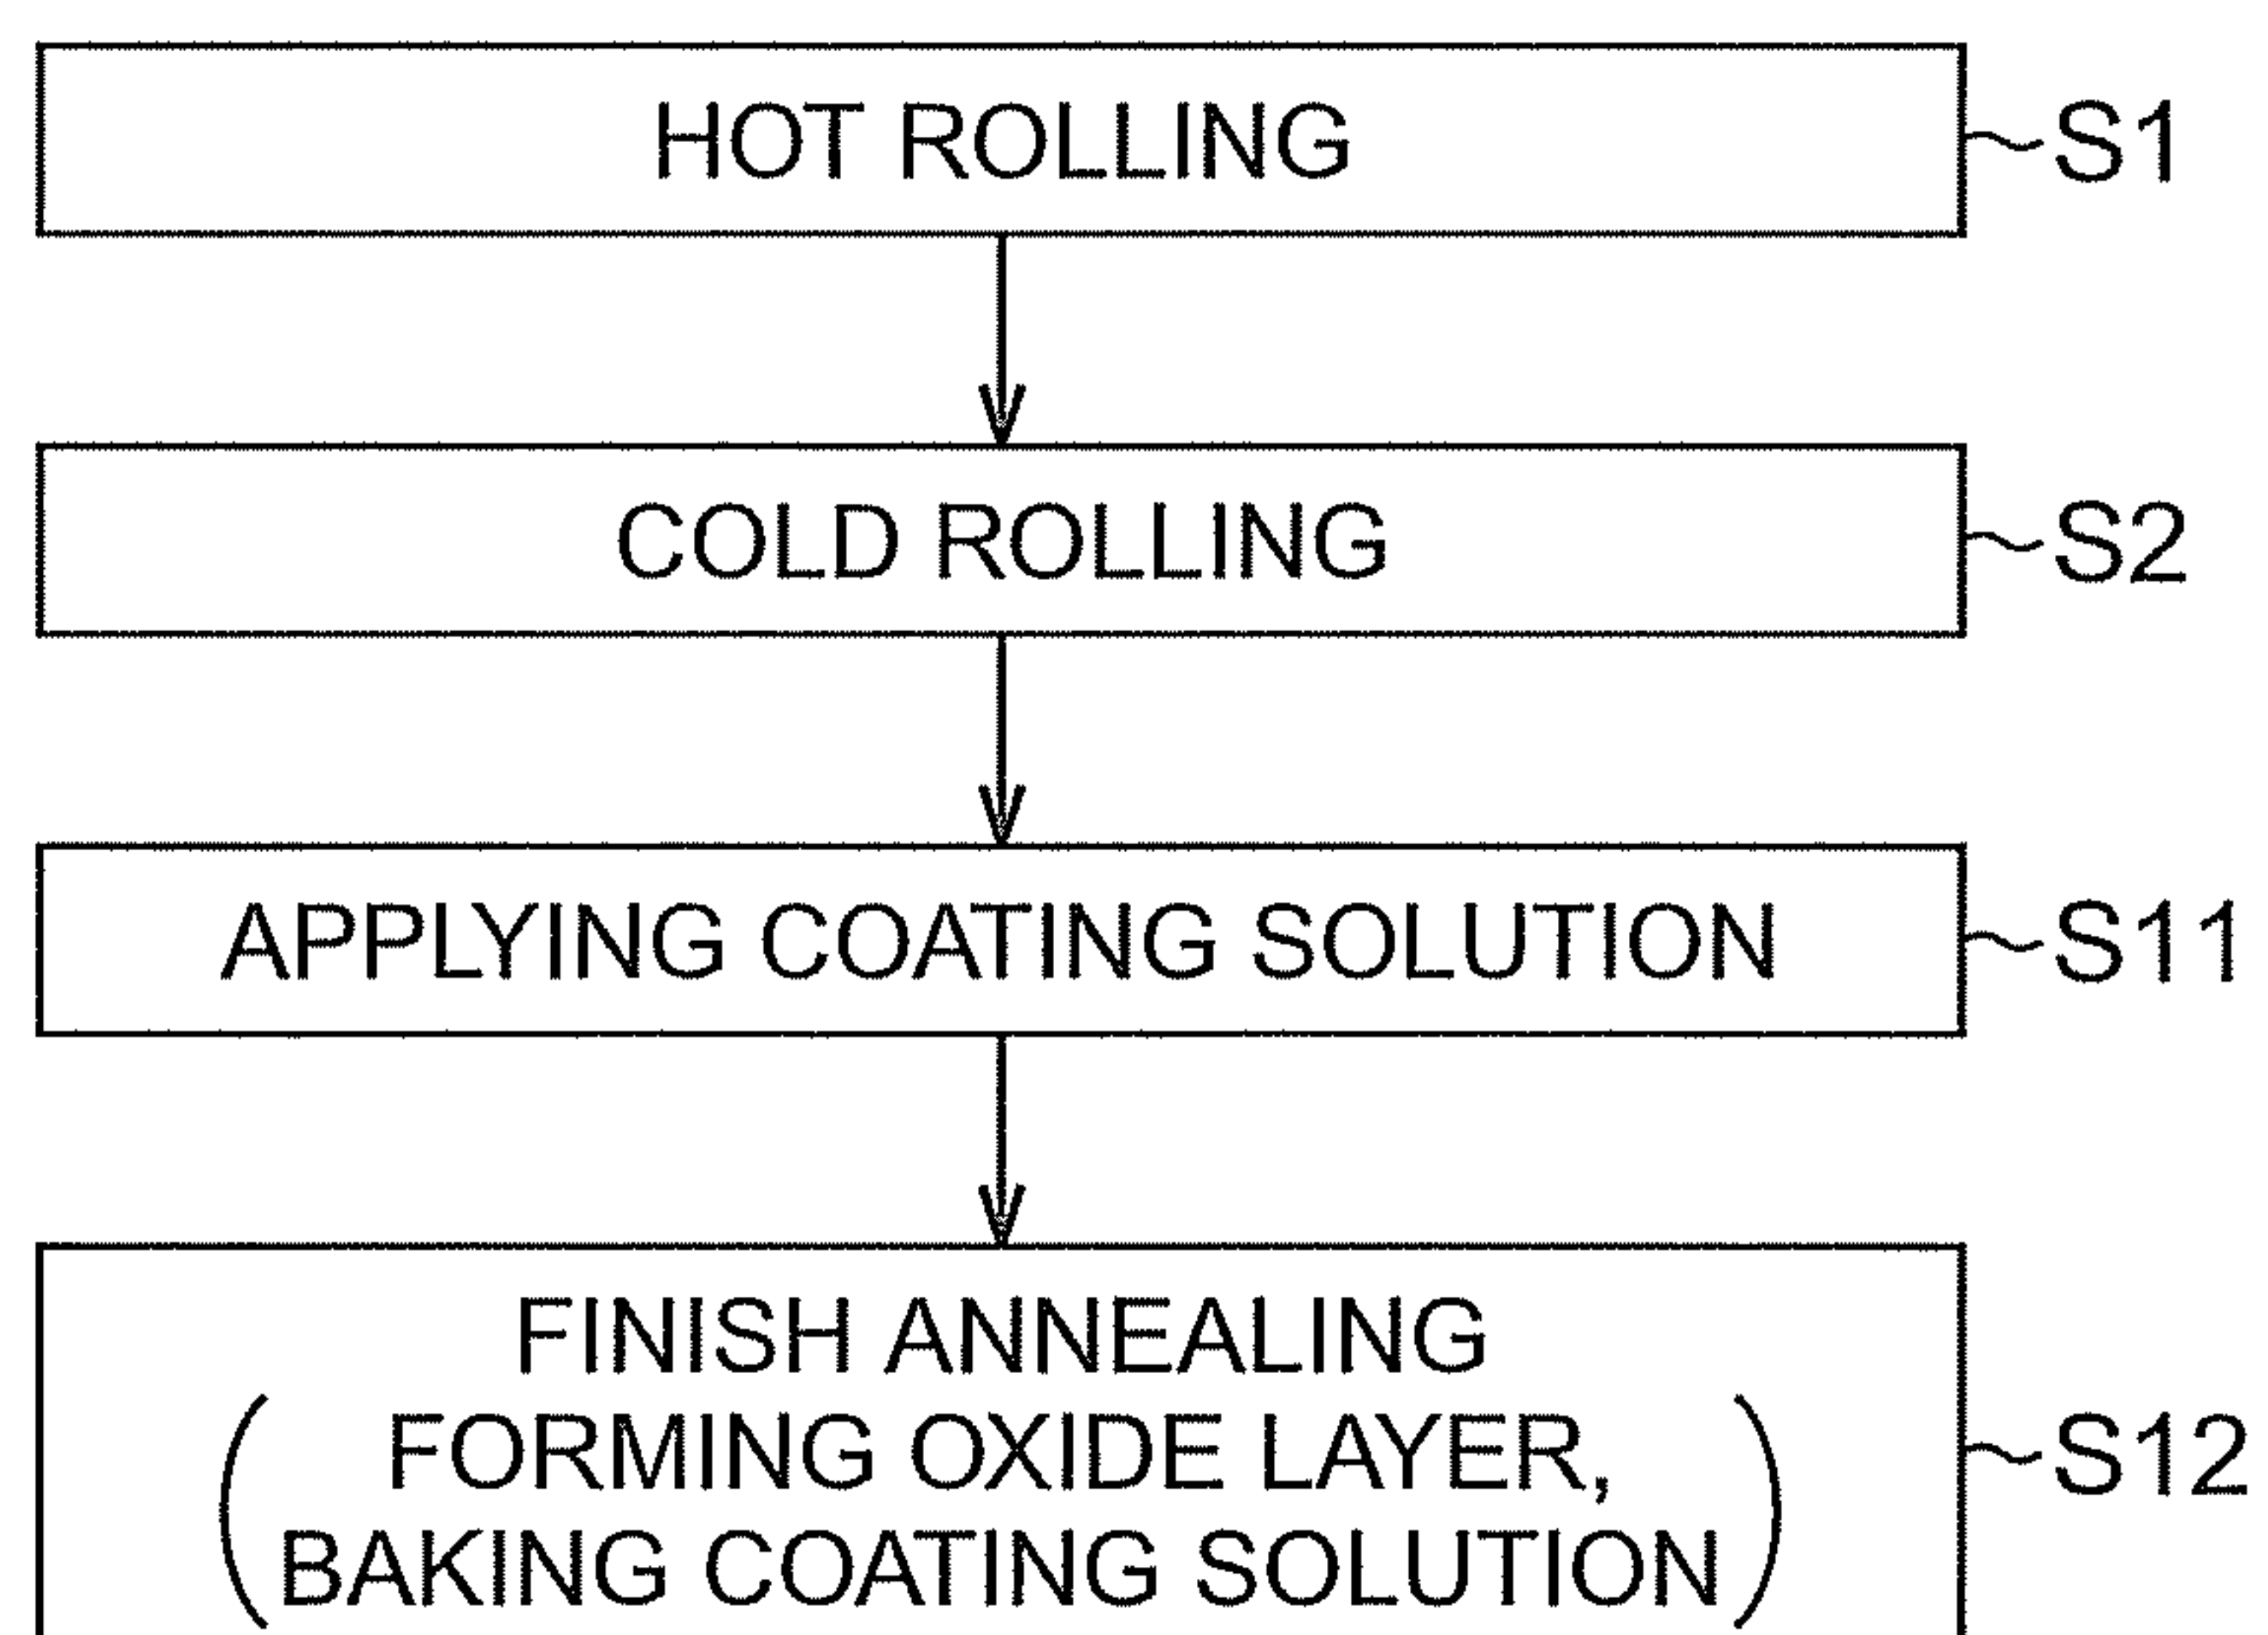 HOT ROLLING
S1
COLD ROLLING
S2
APPLYING COATING SOLUTION
S11
FINISH ANNEALING
(FORMING OXIDE LAYER,
BAKING COATING SOLUTION)
S12